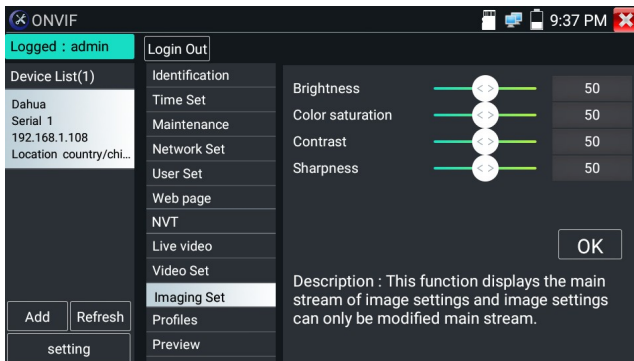 ONVIF
9:37 PM
Logged : admin
Login Out
Device List(1)
Dahua
Serial 1
192.168.1.108
Location country/chi...
Add
Refresh
setting
Identification
Time Set
Maintenance
Network Set
User Set
Web page
NVT
Live video
Video Set
Imaging Set
Profiles
Preview
Brightness 50
Color saturation 50
Contrast 50
Sharpness 50
OK
Description : This function displays the main
stream of image settings and image settings
can only be modified main stream.